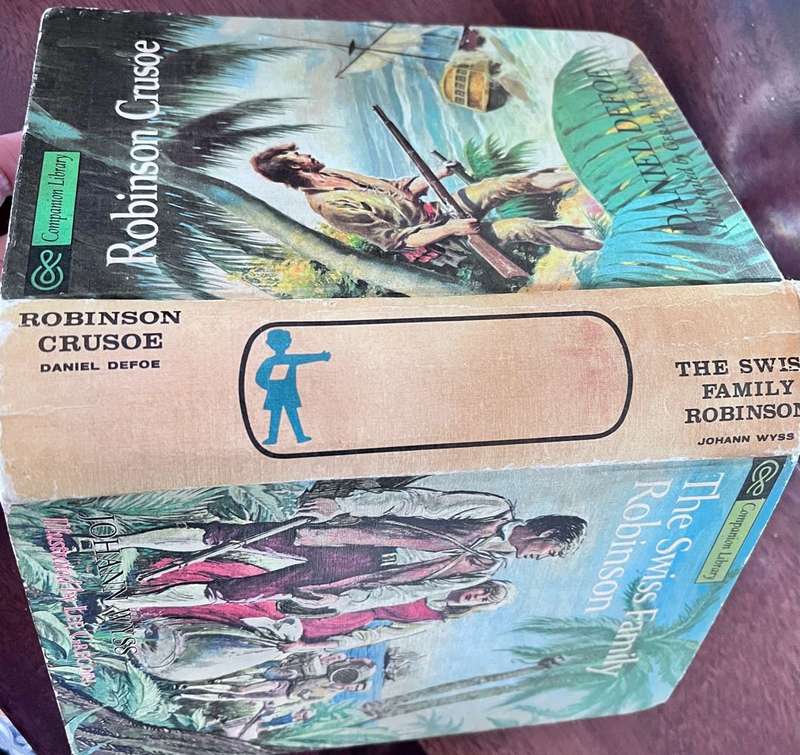 Companion Library
Robinson Crusoe
DANIEL DEFOE
ROBINSON
CRUSOE
DANIEL DEFOE
THE SWISS
FAMILY
ROBINSON
JOHANN WYSS
Companion Library
The Swiss Family
Robinson
JOHANN WYSS